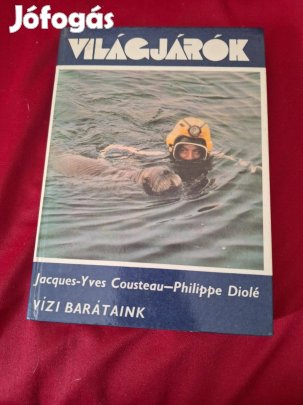 Jófogás
VILÁGJÁRÓK
Jacques-Yves Cousteau—Philippe Diolé
VÍZI BARÁTAINK